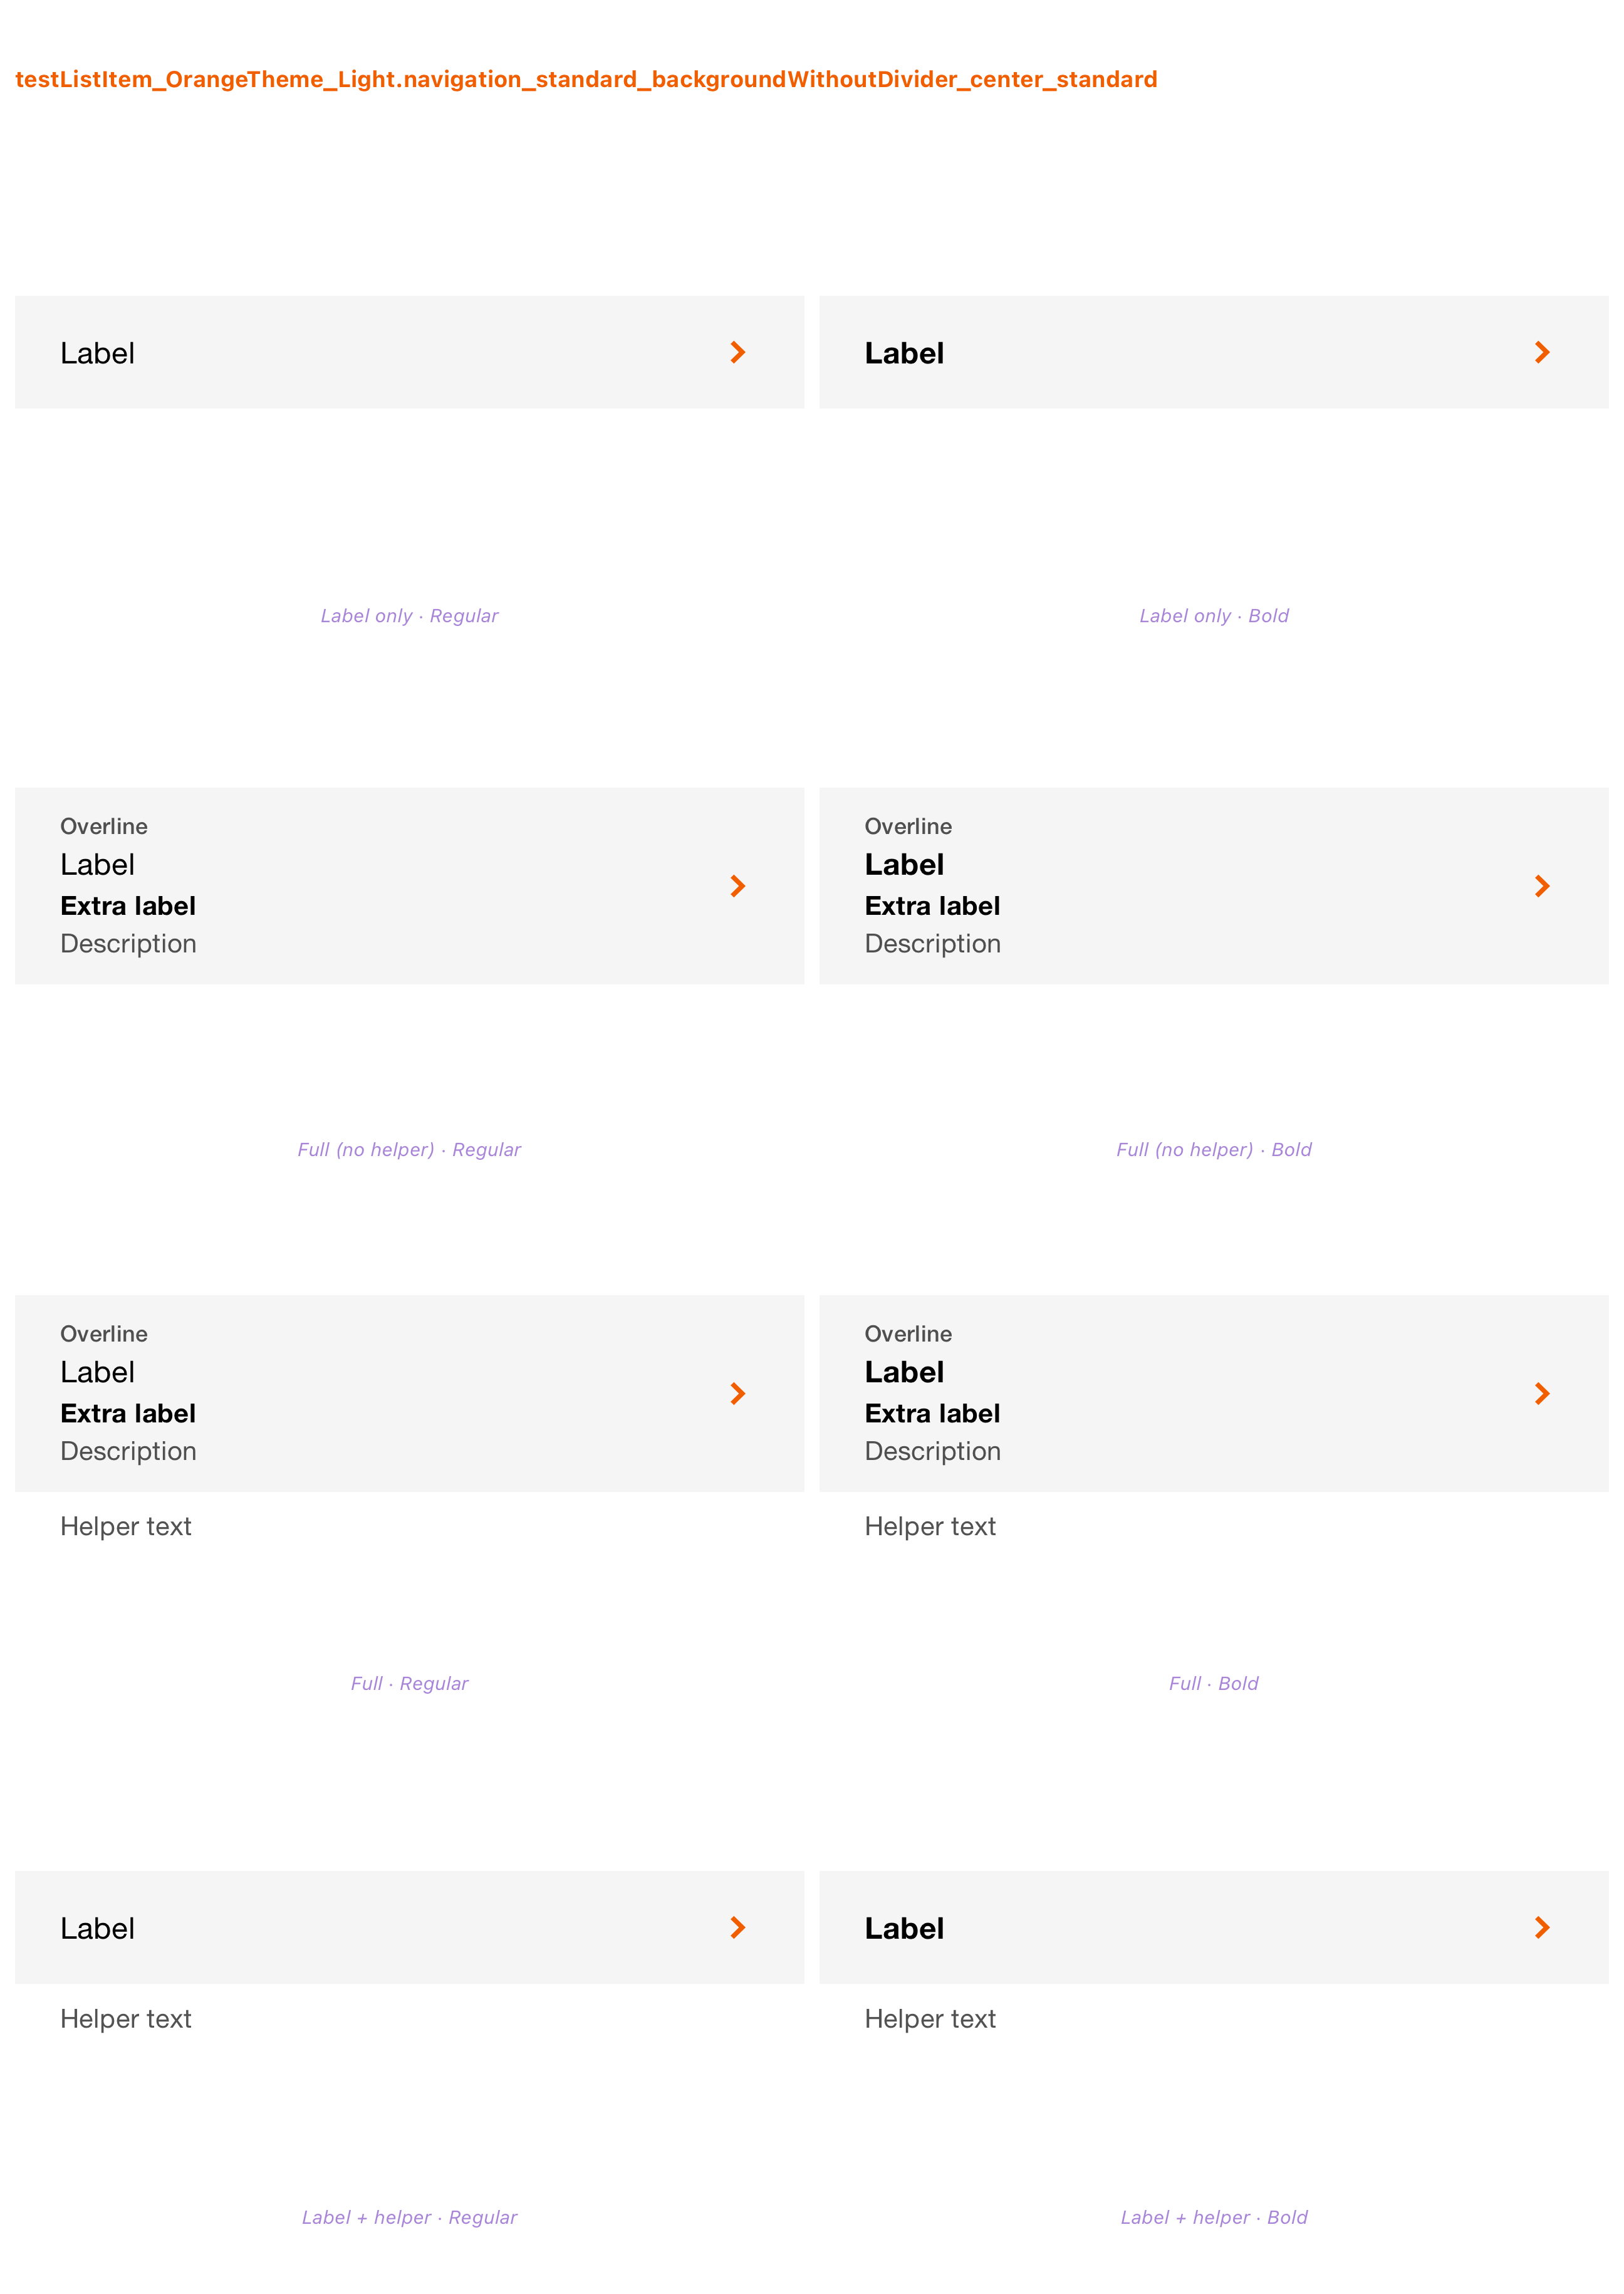 testListItem_OrangeTheme_Light.navigation_standard_backgroundWithoutDivider_center_standard
Label
Label
Label only · Regular
Label only · Bold
Overline
Label
Extra label
Description
Overline
Label
Extra label
Description
Full (no helper) · Regular
Full (no helper) · Bold
Overline
Label
Extra label
Description
Helper text
Overline
Label
Extra label
Description
Helper text
Full · Regular
Full · Bold
Label
Helper text
Label
Helper text
Label + helper · Regular
Label + helper · Bold